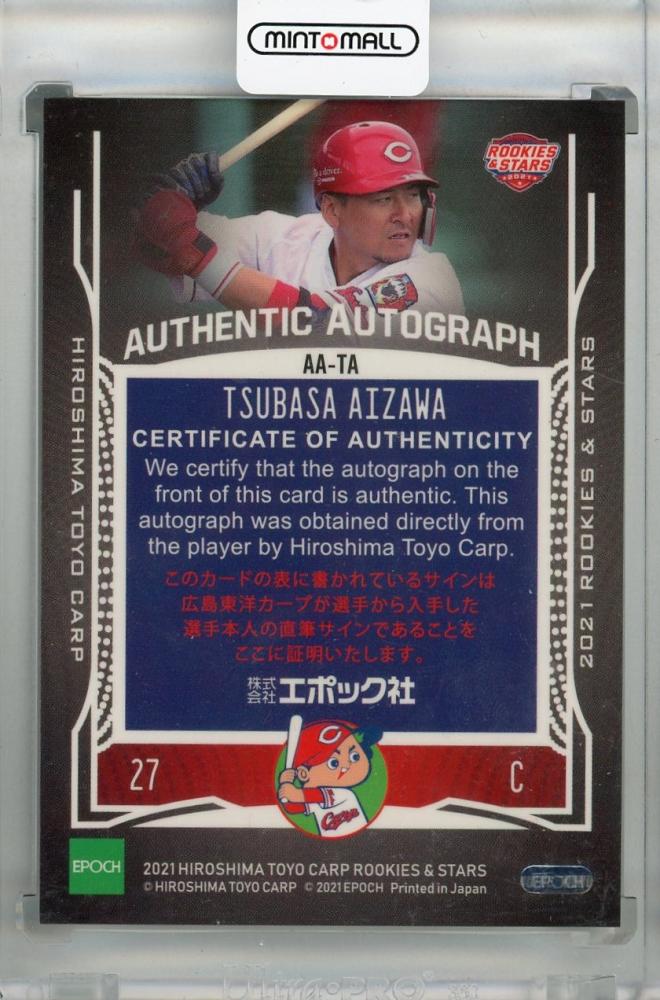 MINT MALL
a driver.
ROOKIES
& STARS
2021
AUTHENTIC AUTOGRAPH
AA-TA
HIROSHIMA TOYO CARP
2021 ROOKIES & STARS
TSUBASA AIZAWA
CERTIFICATE OF AUTHENTICITY
We certify that the autograph on the
front of this card is authentic. This
autograph was obtained directly from
the player by Hiroshima Toyo Carp.
このカードの表に書かれているサインは
広島東洋カープが選手から入手した
選手本人の直筆サインであることを
ここに証明いたします。
株式会社エポック社
27
C
Carp
EPOCH
2021 HIROSHIMA TOYO CARP ROOKIES & STARS
© HIROSHIMA TOYO CARP © 2021 EPOCH Printed in Japan
EPOCH
Ultra·PRO®